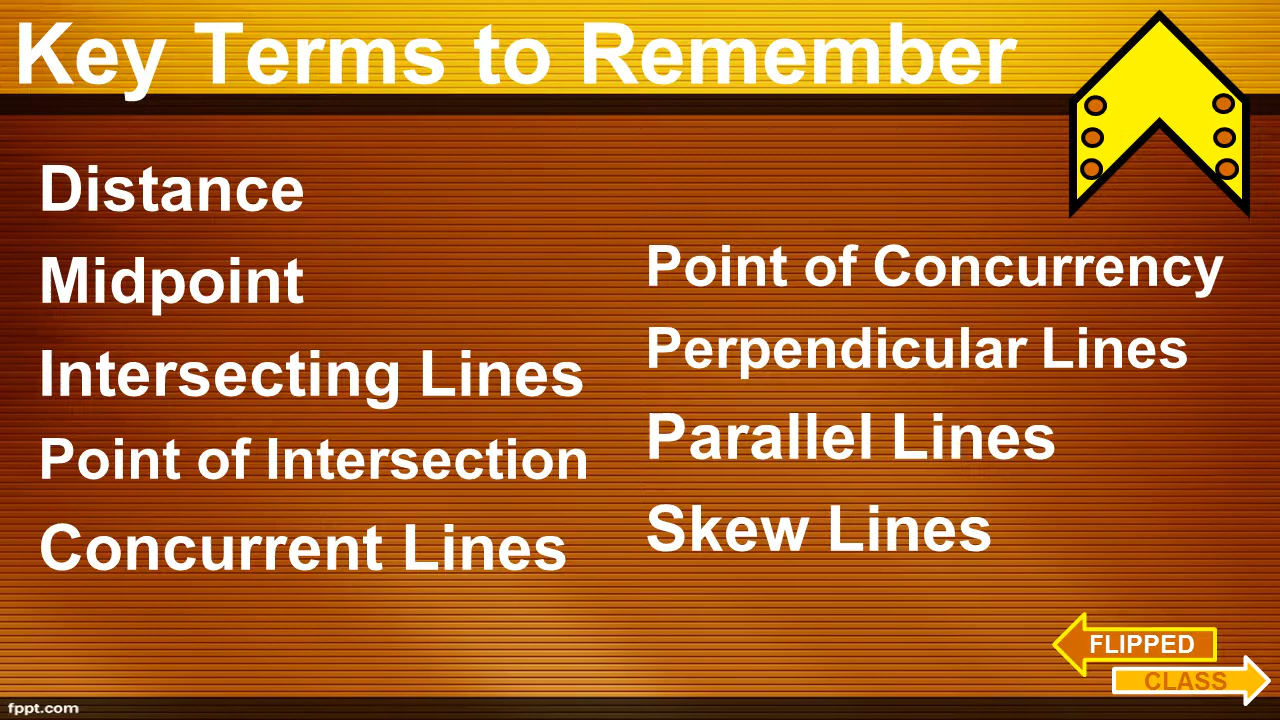 Key Terms to Remember
Distance
Midpoint
Intersecting Lines
Point of Intersection
Concurrent Lines
Point of Concurrency
Perpendicular Lines
Parallel Lines
Skew Lines
FLIPPED
CLASS
fppt.com